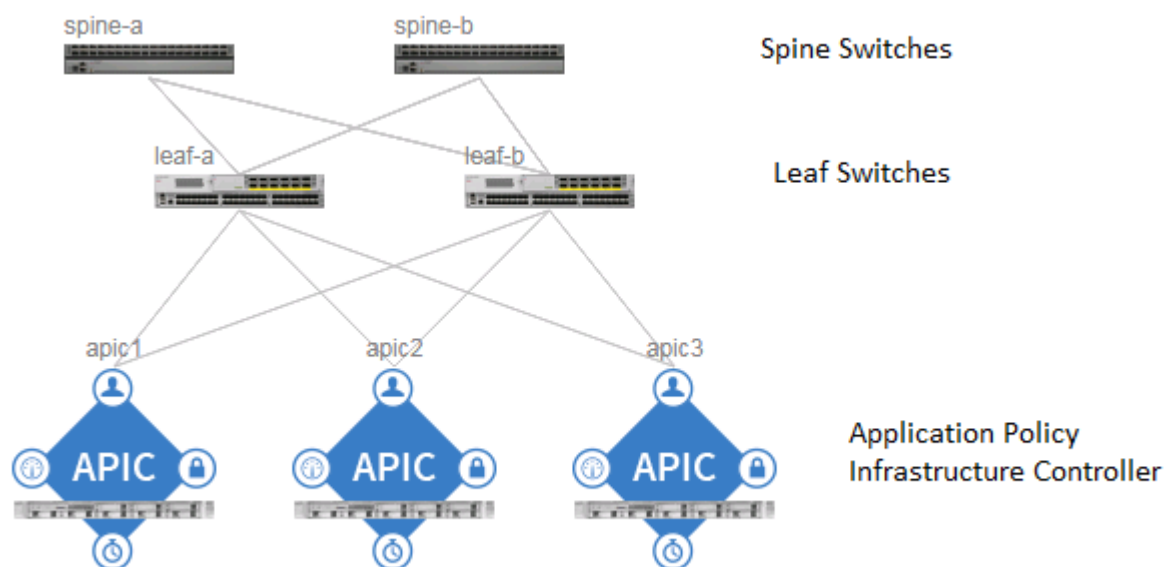 spine-a
spine-b
Spine Switches
leaf-a
leaf-b
Leaf Switches
apic1
apic2
apic3
APIC
APIC
APIC
Application Policy
Infrastructure Controller